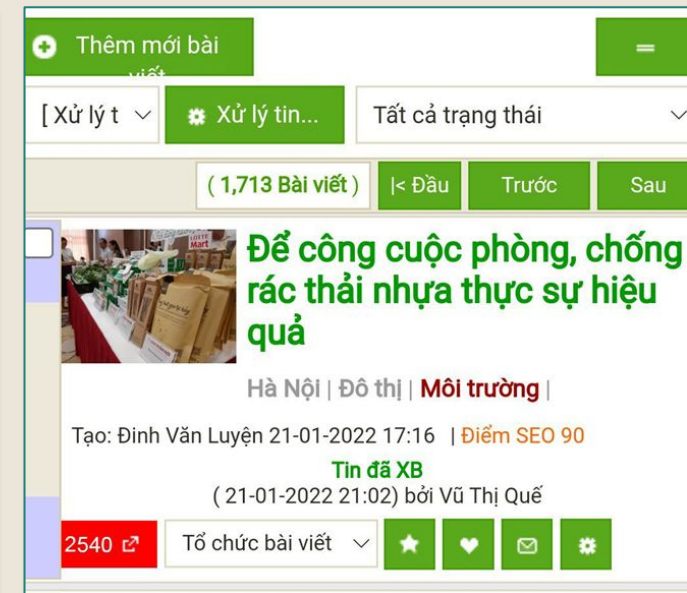 Thêm mới bài
viết
[ Xử lý t
Xử lý tin...
Tất cả trạng thái
( 1,713 Bài viết )
|< Đầu
Trước
Sau
LOTTE
Mart
Để công cuộc phòng, chống
rác thải nhựa thực sự hiệu
quả
Hà Nội | Đô thị | Môi trường |
Tạo: Đinh Văn Luyện 21-01-2022 17:16 | Điểm SEO 90
Tin đã XB
( 21-01-2022 21:02) bởi Vũ Thị Quế
2540
Tổ chức bài viết